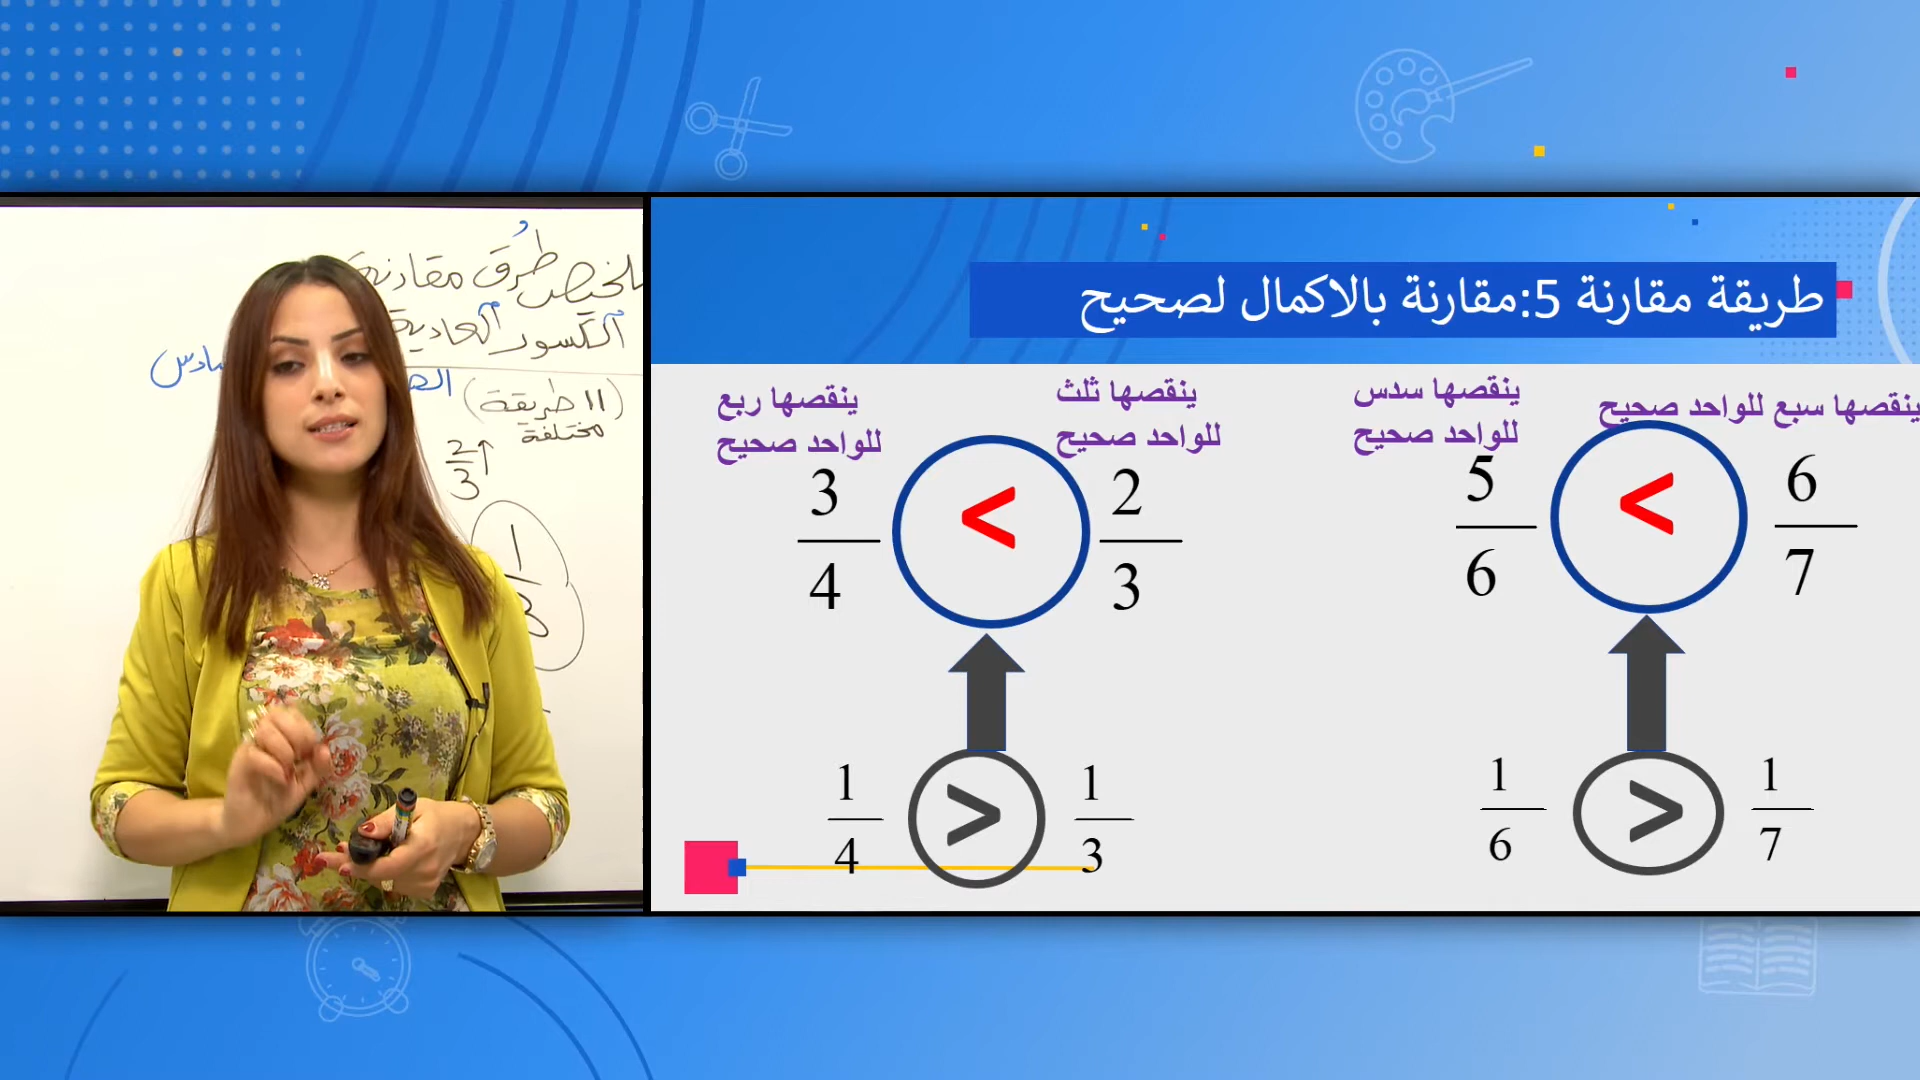 طريقة مقارنة 5:مقارنة بالاكمال لصحيح
ينقصها سبع للواحد صحيح
ينقصها سدس
للواحد صحيح
6/7 < 5/6
1/7 > 1/6
ينقصها ثلث
للواحد صحيح
ينقصها ربع
للواحد صحيح
2/3 < 3/4
1/3 > 1/4
طرق مقارنة
الكسور العادية
(11 طريقة
مختلفة)
2/3↑
1/3